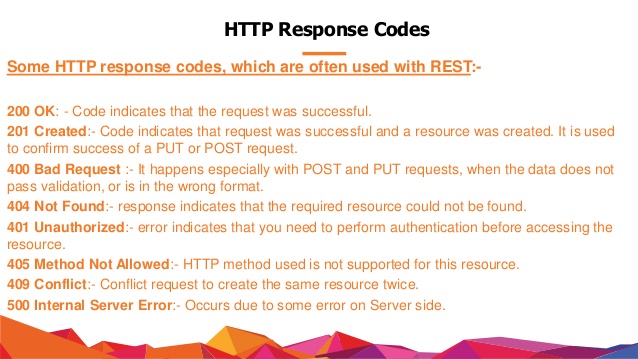 HTTP Response Codes
Some HTTP response codes, which are often used with REST:-
200 OK: - Code indicates that the request was successful.
201 Created:- Code indicates that request was successful and a resource was created. It is used
to confirm success of a PUT or POST request.
400 Bad Request :- It happens especially with POST and PUT requests, when the data does not
pass validation, or is in the wrong format.
404 Not Found:- response indicates that the required resource could not be found.
401 Unauthorized:- error indicates that you need to perform authentication before accessing the
resource.
405 Method Not Allowed:- HTTP method used is not supported for this resource.
409 Conflict:- Conflict request to create the same resource twice.
500 Internal Server Error:- Occurs due to some error on Server side.